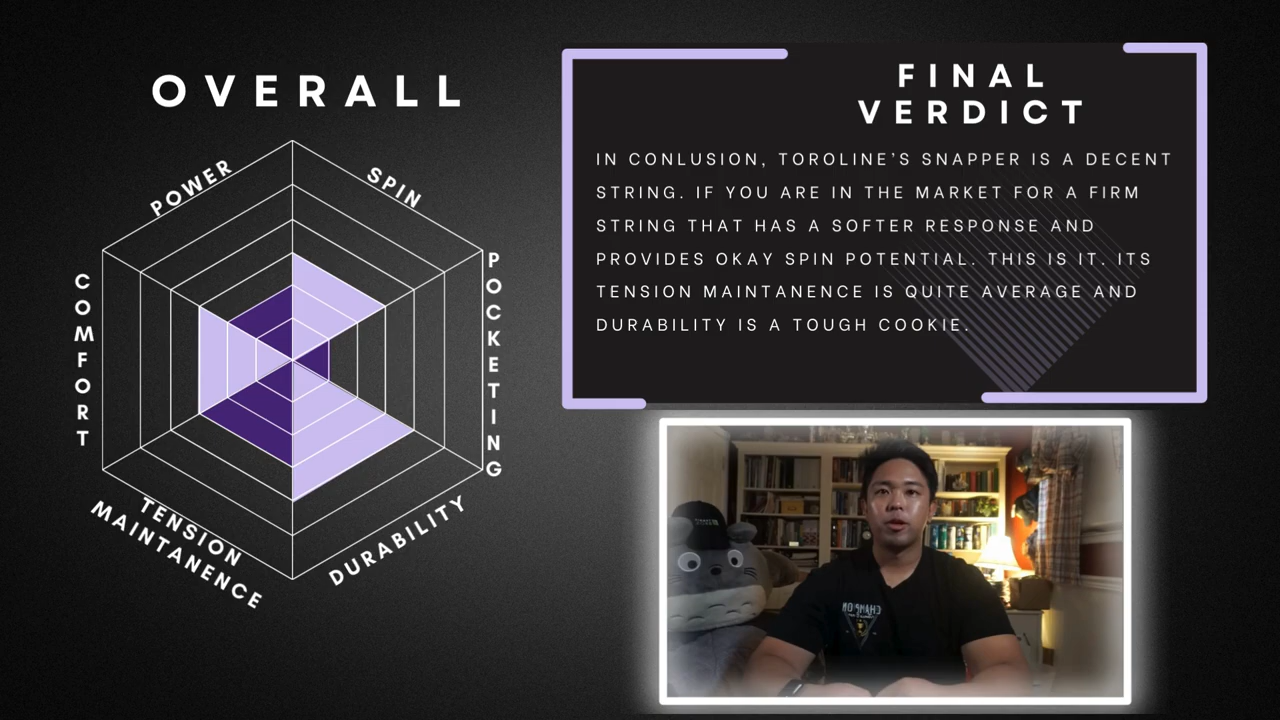 OVERALL
POWER
SPIN
COMFORT
POCKETING
TENSION
MAINTANENCE
DURABILITY
FINAL
VERDICT
IN CONLUSION, TOROLINE'S SNAPPER IS A DECENT
STRING. IF YOU ARE IN THE MARKET FOR A FIRM
STRING THAT HAS A SOFTER RESPONSE AND
PROVIDES OKAY SPIN POTENTIAL. THIS IS IT. ITS
TENSION MAINTANENCE IS QUITE AVERAGE AND
DURABILITY IS A TOUGH COOKIE.